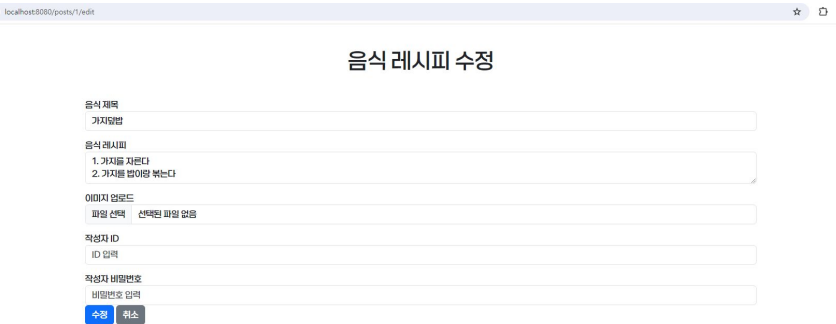 localhost:8080/posts/1/edit
음식 레시피 수정
음식 제목
가지덮밥
음식 레시피
1. 가지를 자른다
2. 가지를 밥이랑 볶는다
이미지 업로드
파일 선택 선택된 파일 없음
작성자 ID
ID 입력
작성자 비밀번호
비밀번호 입력
수정 취소